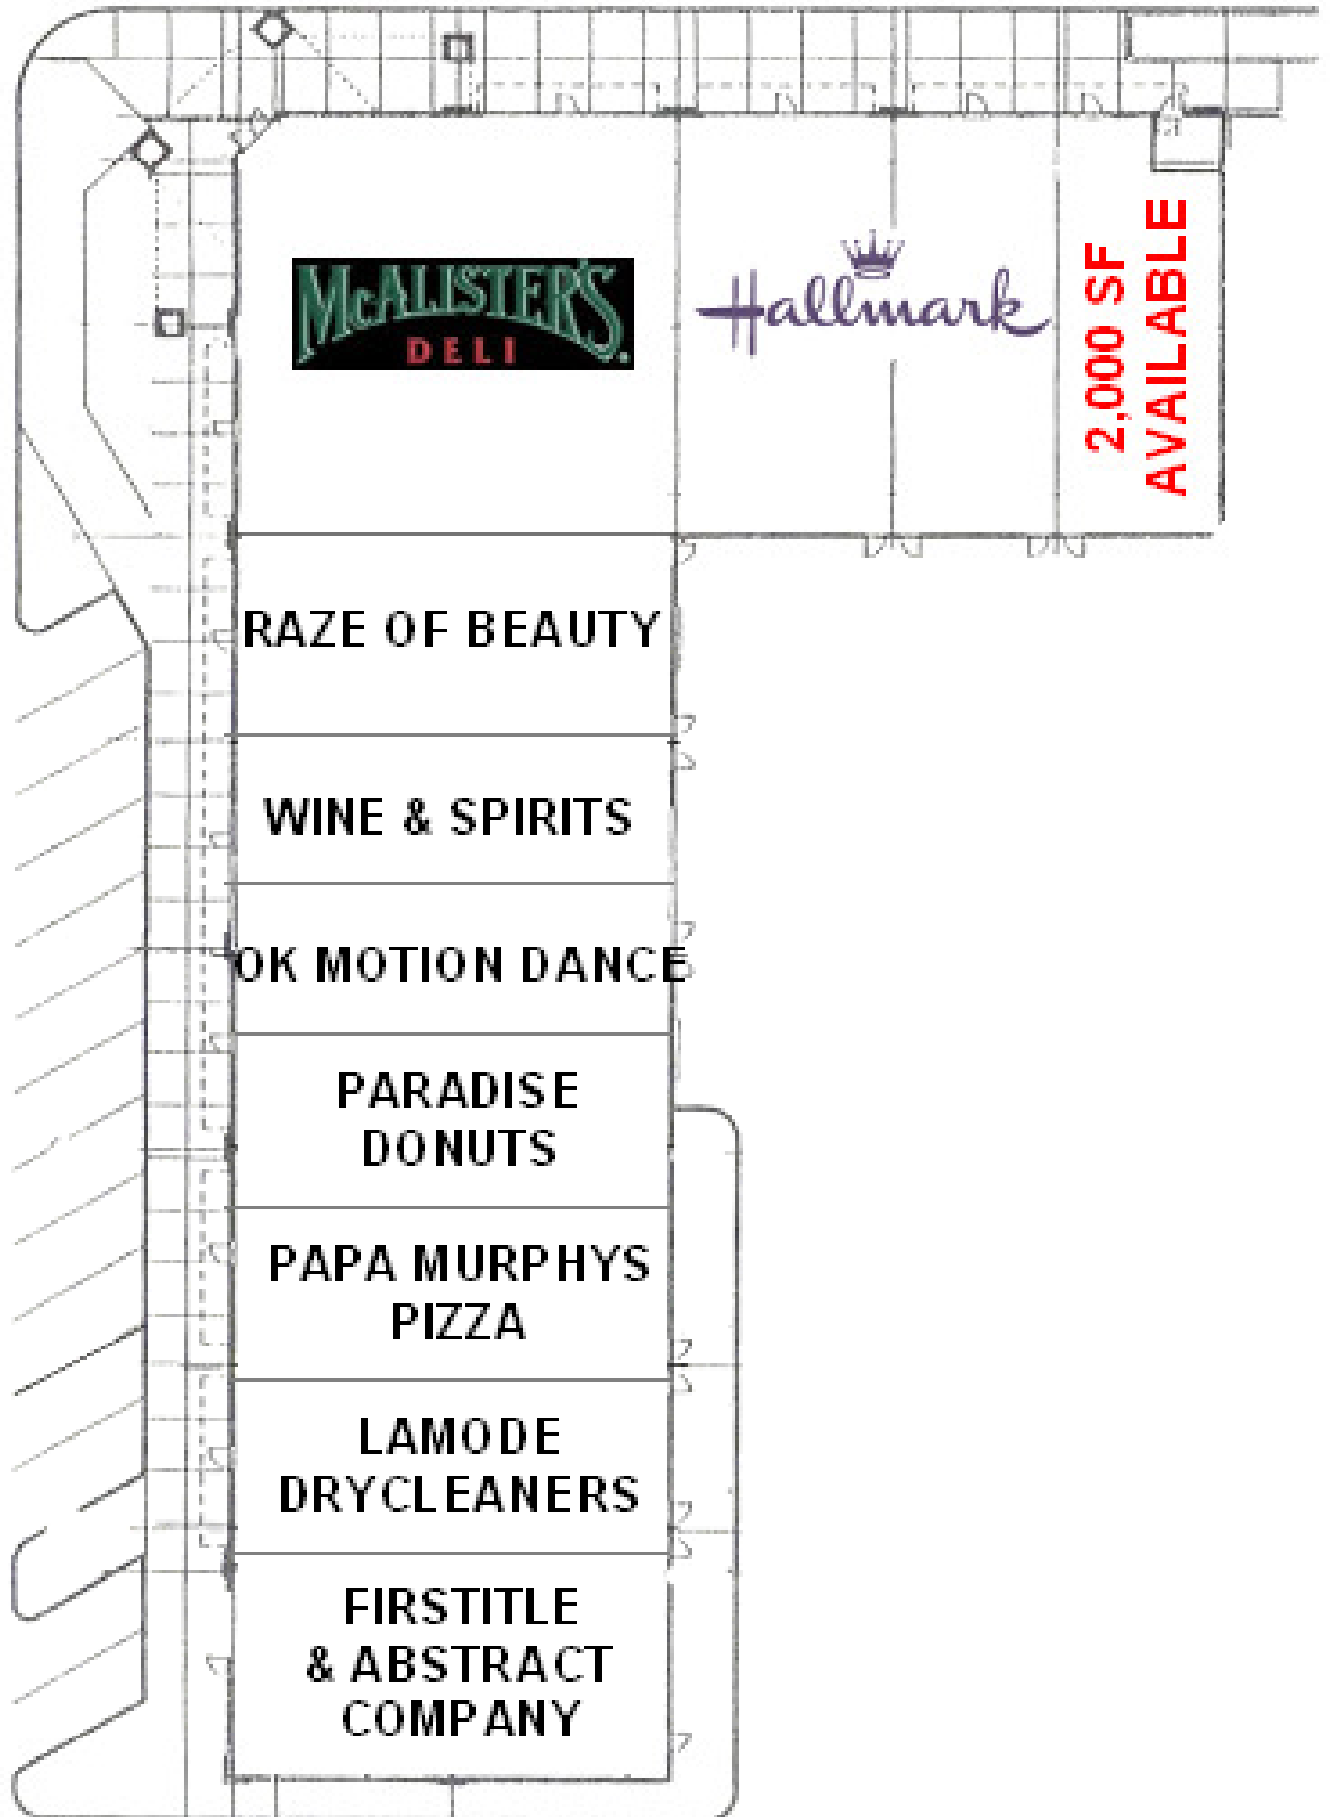 McALISTER'S
DELI
Hallmark
2,000 SF
AVAILABLE
RAZE OF BEAUTY
WINE & SPIRITS
OK MOTION DANCE
PARADISE
DONUTS
PAPA MURPHYS
PIZZA
LAMODE
DRYCLEANERS
FIRSTITLE
& ABSTRACT
COMPANY